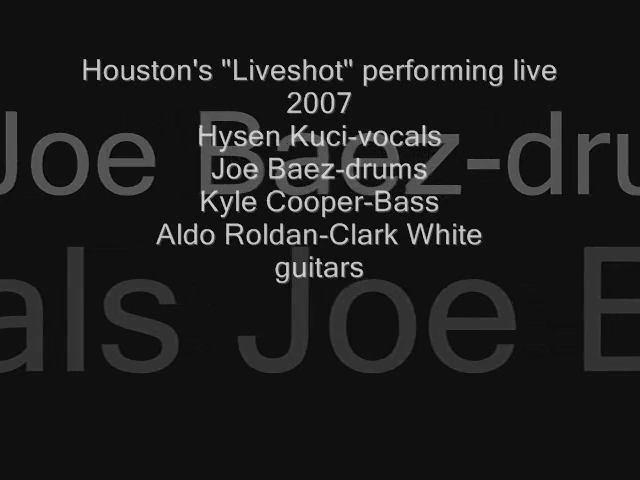 Houston's "Liveshot" performing live
2007
Hysen Kuci-vocals
Joe Baez-drums
Kyle Cooper-Bass
Aldo Roldan-Clark White
guitars
Joe Baez-dru
als Joe B